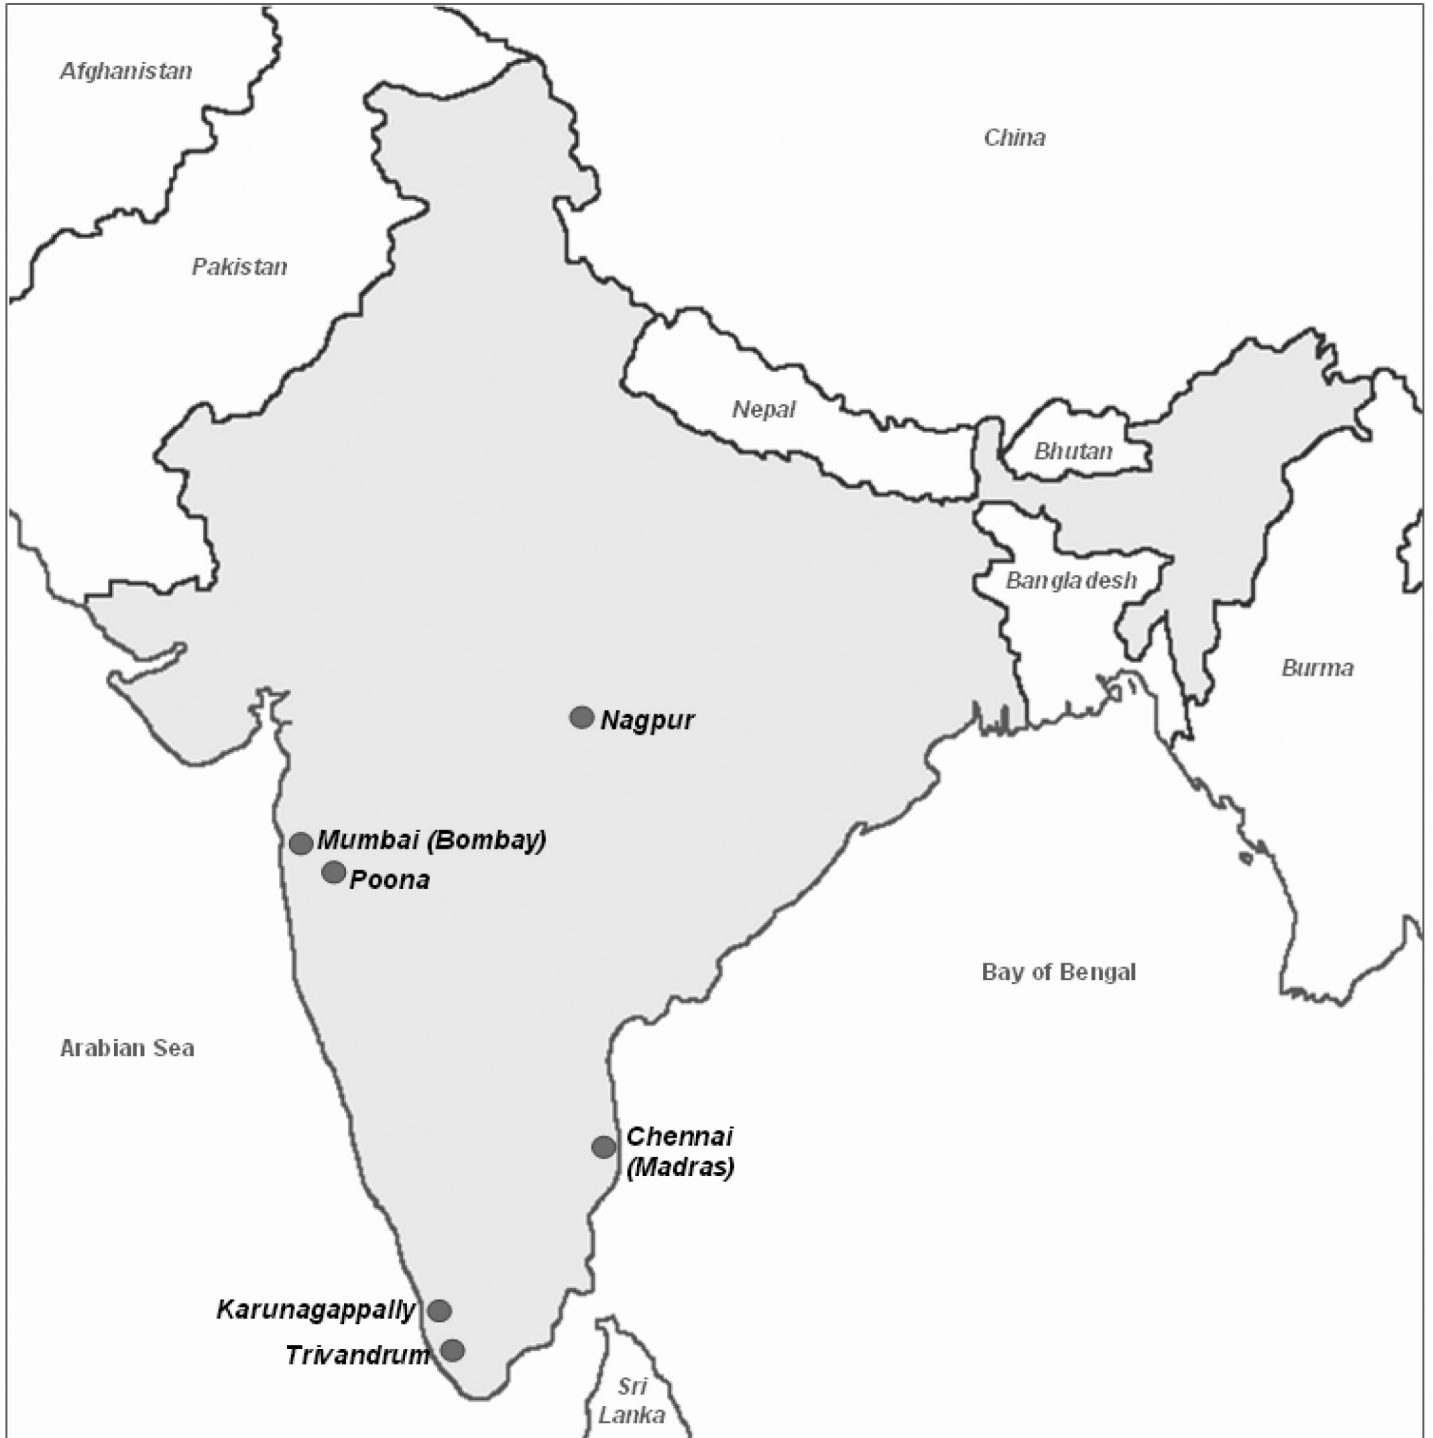 Afghanistan
China
Pakistan
Nepal
Bhutan
Bangladesh
Burma
Nagpur
Mumbai (Bombay)
Poona
Bay of Bengal
Arabian Sea
Chennai
(Madras)
Karunagappally
Trivandrum
Sri
Lanka